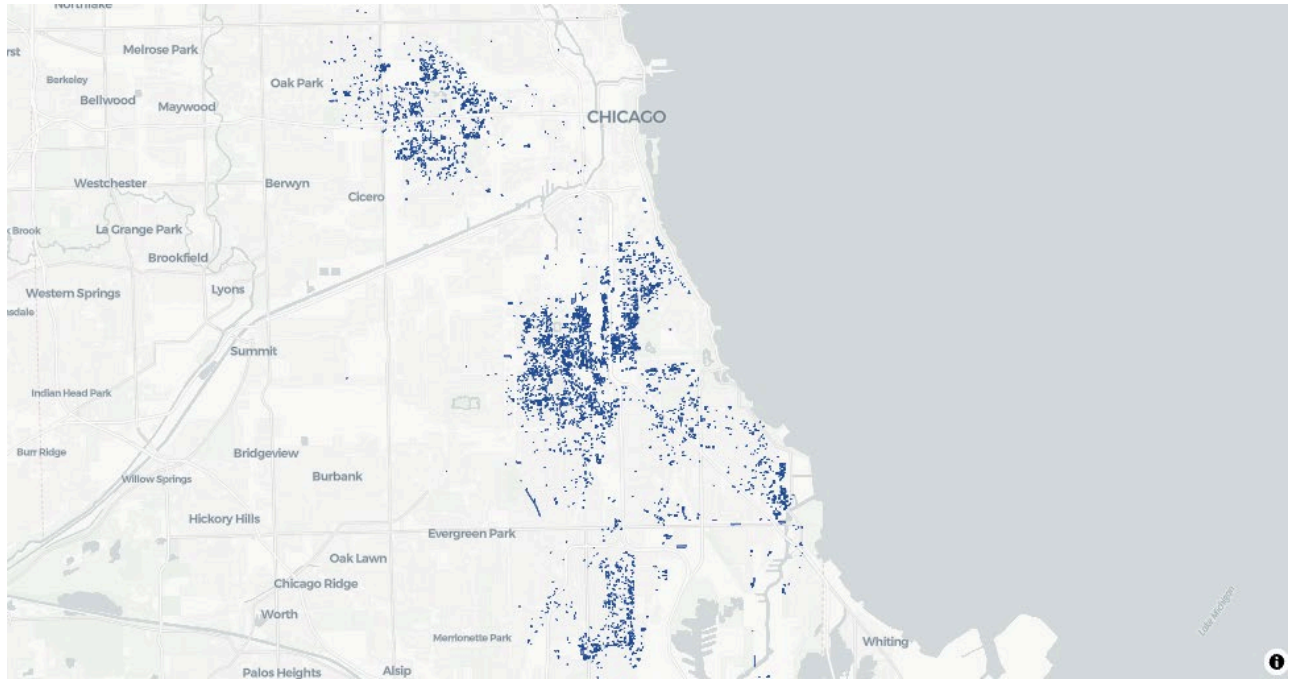 Northlake
rst
Melrose Park
Berkeley
Oak Park
Bellwood
Maywood
CHICAGO
Westchester
Berwyn
Cicero
k Brook
La Grange Park
Brookfield
Lyons
Western Springs
nsdale
Summit
Indian Head Park
Burr Ridge
Bridgeview
Willow Springs
Burbank
Hickory Hills
Evergreen Park
Oak Lawn
Chicago Ridge
Worth
Lake Michigan
Merrionette Park
Whiting
Palos Heights
Alsip
i